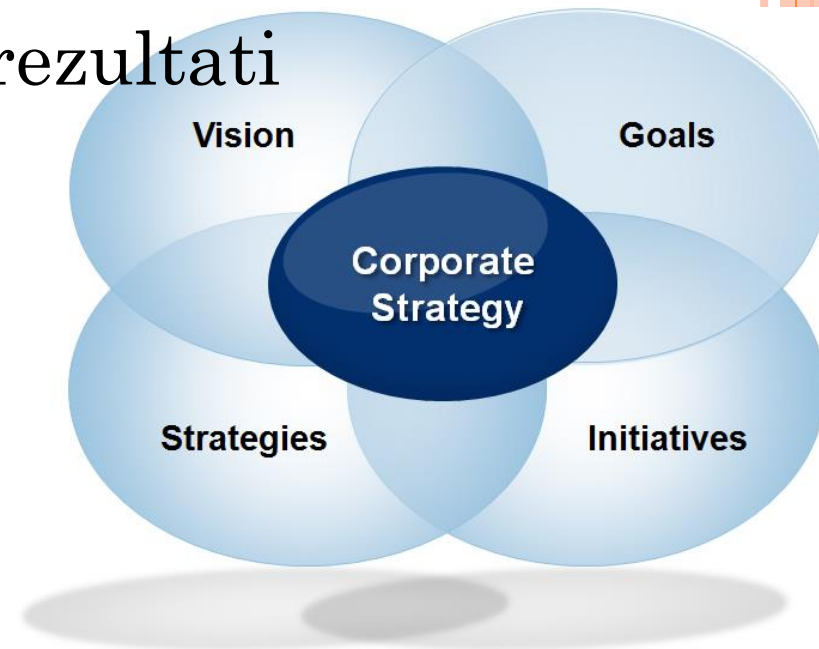 rezultati
Vision
Goals
Corporate
Strategy
Strategies
Initiatives